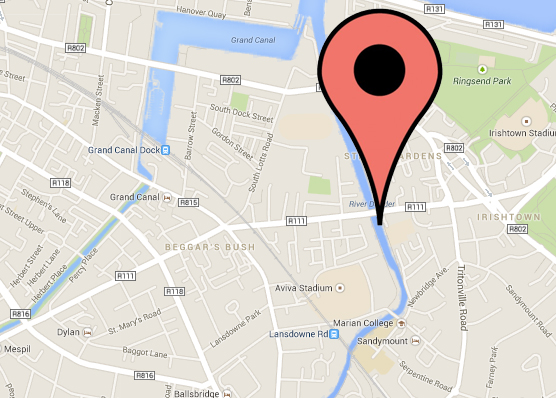 Hanover Quay
Benson
R131
R131
R802
Grand Canal
R802
Ringsend Park
Macken Street
South Dock Street
Barrow Street
Gordon Street
South Lotts Road
Irishtown Stadium
Grand Canal Dock
R802
GARDENS
R118
Grand Canal
R815
River Dodder
R111
R111
IRISHTOWN
Stephen's Lane
R802
BEGGAR'S BUSH
Herbert Street
Herbert Lane
Herbert Place
Percy Place
R111
R118
Aviva Stadium
Newbridge Ave.
Tritonville Road
Sandymount Road
R816
St. Mary's Road
Lansdowne Park
Marian College
Dylan
Lansdowne Rd
Sandymount
Mespil
Baggot Lane
R816
Serpentine Road
Farney Park
Ballsbridge